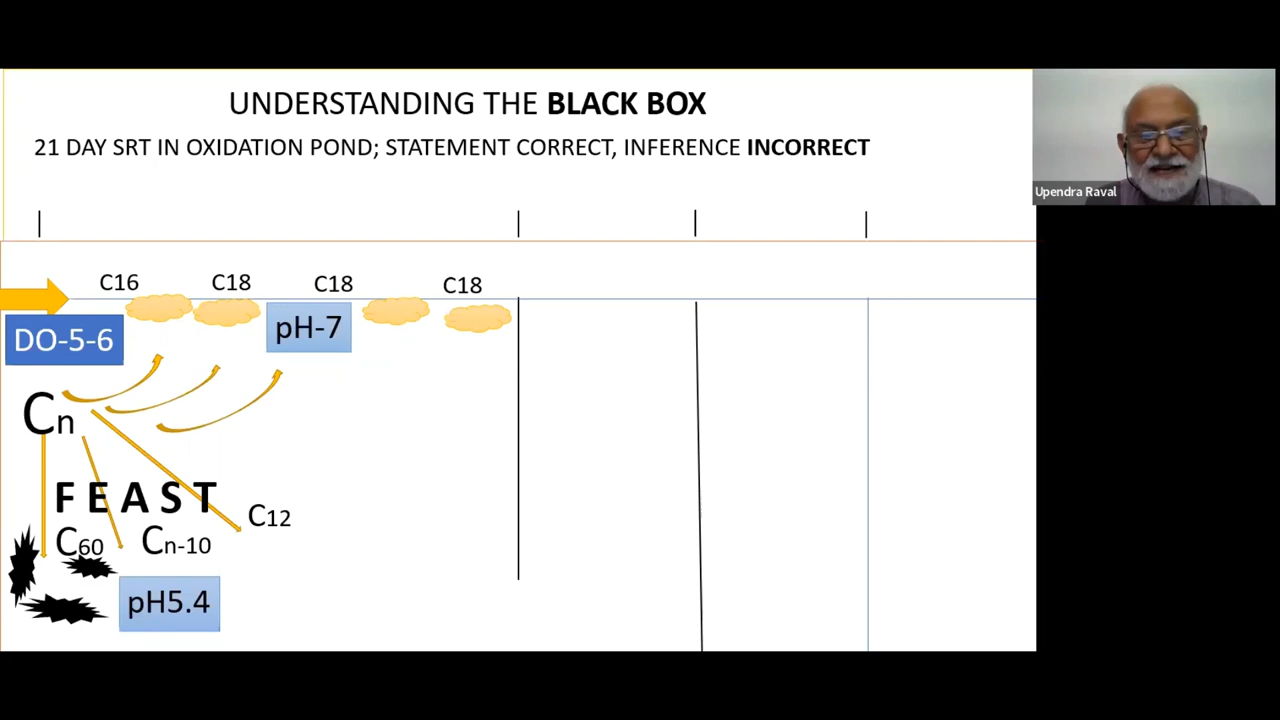 UNDERSTANDING THE BLACK BOX
21 DAY SRT IN OXIDATION POND; STATEMENT CORRECT, INFERENCE INCORRECT
Upendra Raval
C16 C18 C18 C18
DO-5-6
pH-7
Cn
FEAST
C12
C60 Cn-10
pH5.4